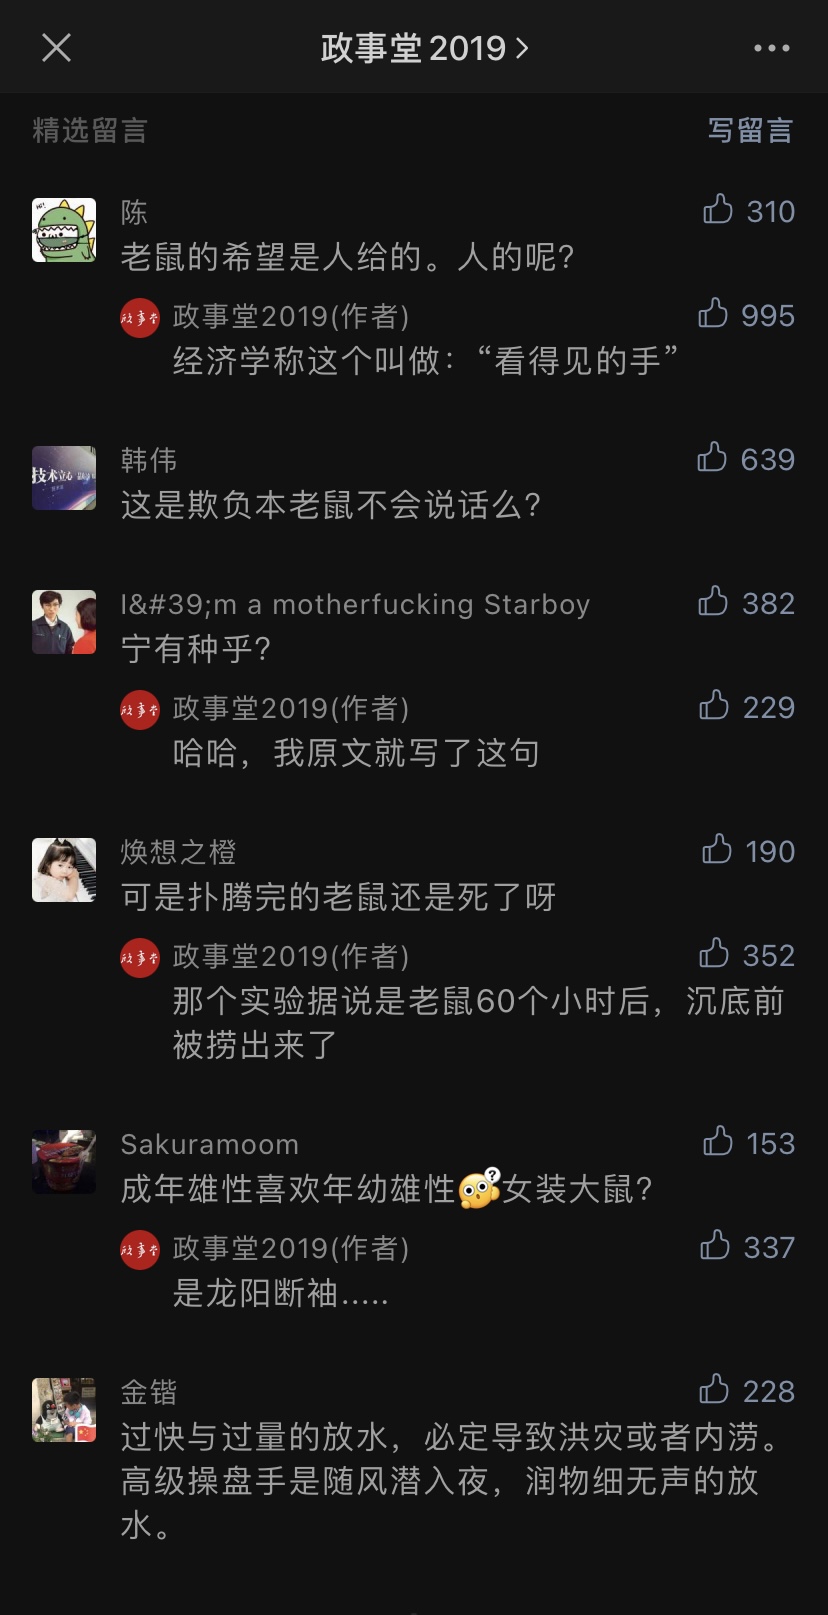 政事堂2019
精选留言
写留言
陈
310
老鼠的希望是人给的。人的呢?
政事堂2019(作者)
995
经济学称这个叫做：“看得见的手”
韩伟
639
这是欺负本老鼠不会说话么?
I&#39;m a motherfucking Starboy
382
宁有种乎?
政事堂2019(作者)
229
哈哈，我原文就写了这句
焕想之橙
190
可是扑腾完的老鼠还是死了呀
政事堂2019(作者)
352
那个实验据说是老鼠60个小时后，沉底前
被捞出来了
Sakuramoom
153
成年雄性喜欢年幼雄性女装大鼠?
政事堂2019(作者)
337
是龙阳断袖.....
金锴
228
过快与过量的放水，必定导致洪灾或者内涝。
高级操盘手是随风潜入夜，润物细无声的放
水。